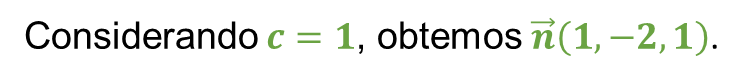 Considerando c = 1, obtemos n⃗(1, −2, 1).